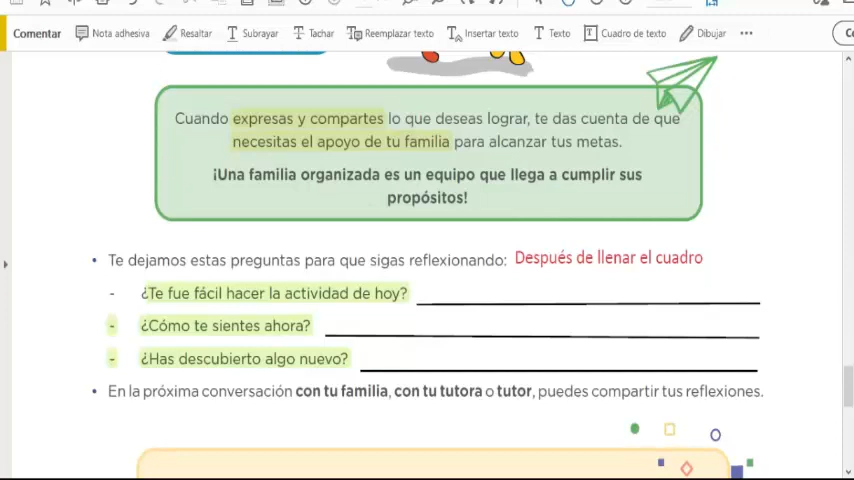 Comentar Nota adhesiva Resaltar Subrayar Tachar Reemplazar texto Insertar texto Texto Cuadro de texto Dibujar
Cuando expresas y compartes lo que deseas lograr, te das cuenta de que
necesitas el apoyo de tu familia para alcanzar tus metas.
¡Una familia organizada es un equipo que llega a cumplir sus
propósitos!
• Te dejamos estas preguntas para que sigas reflexionando: Después de llenar el cuadro
- ¿Te fue fácil hacer la actividad de hoy?
- ¿Cómo te sientes ahora?
- ¿Has descubierto algo nuevo?
• En la próxima conversación con tu familia, con tu tutora o tutor, puedes compartir tus reflexiones.